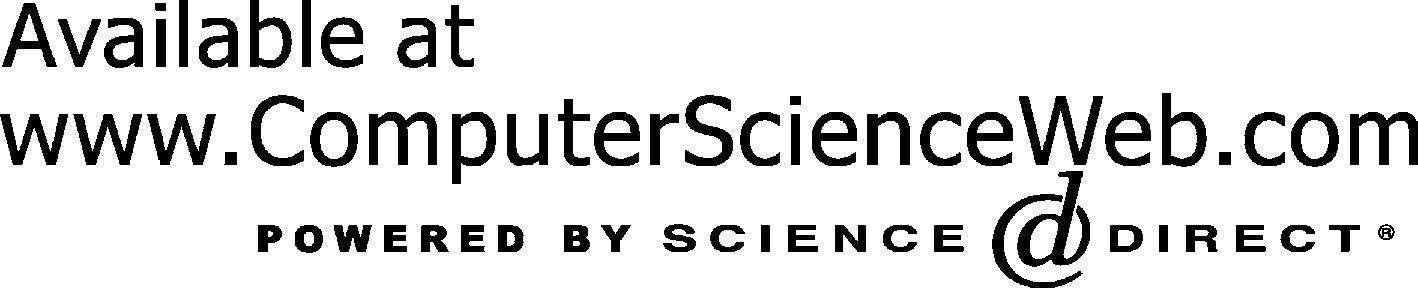 Available at
www.ComputerScienceWeb.com
POWERED BY SCIENCE @ DIRECT®